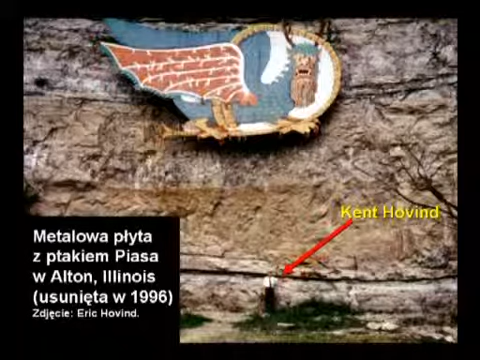 Kent Hovind
Metalowa płyta
z ptakiem Piasa
w Alton, Illinois
(usunięta w 1996)
Zdjęcie: Eric Hovind.